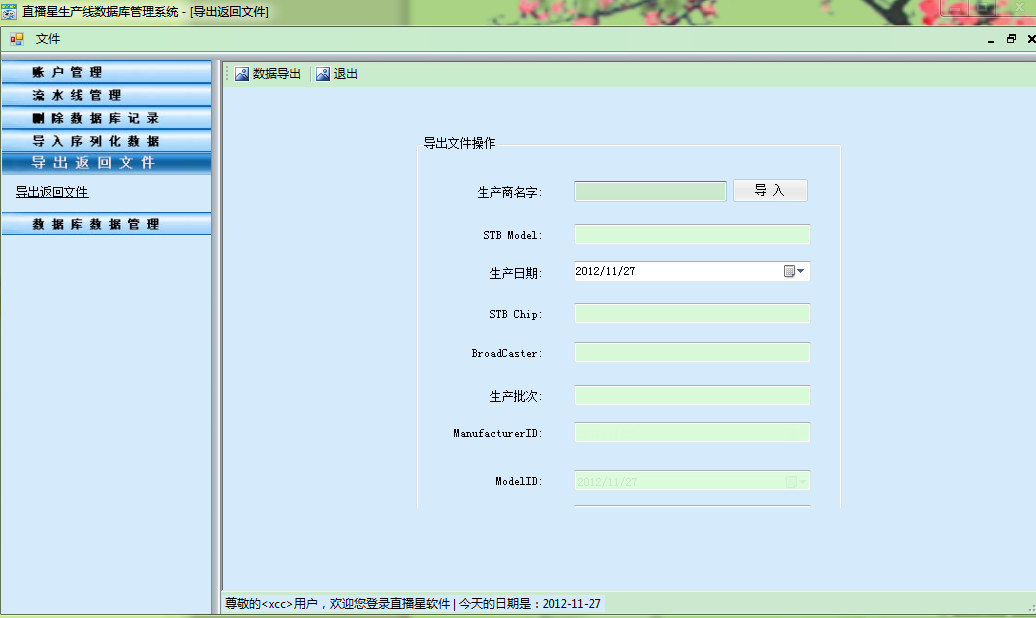 直播星生产线数据库管理系统 - [导出返回文件]
文件
账户管理
流水线管理
删除数据库记录
导入序列化数据
导出返回文件
导出返回文件
数据库数据管理
数据导出 退出
导出文件操作
生产商名字: 导入
STB Model:
生产日期: 2012/11/27
STB Chip:
BroadCaster:
生产批次:
ManufacturerID:
ModelID: 2012/11/27
尊敬的<xcc>用户，欢迎您登录直播星软件 | 今天的日期是：2012-11-27